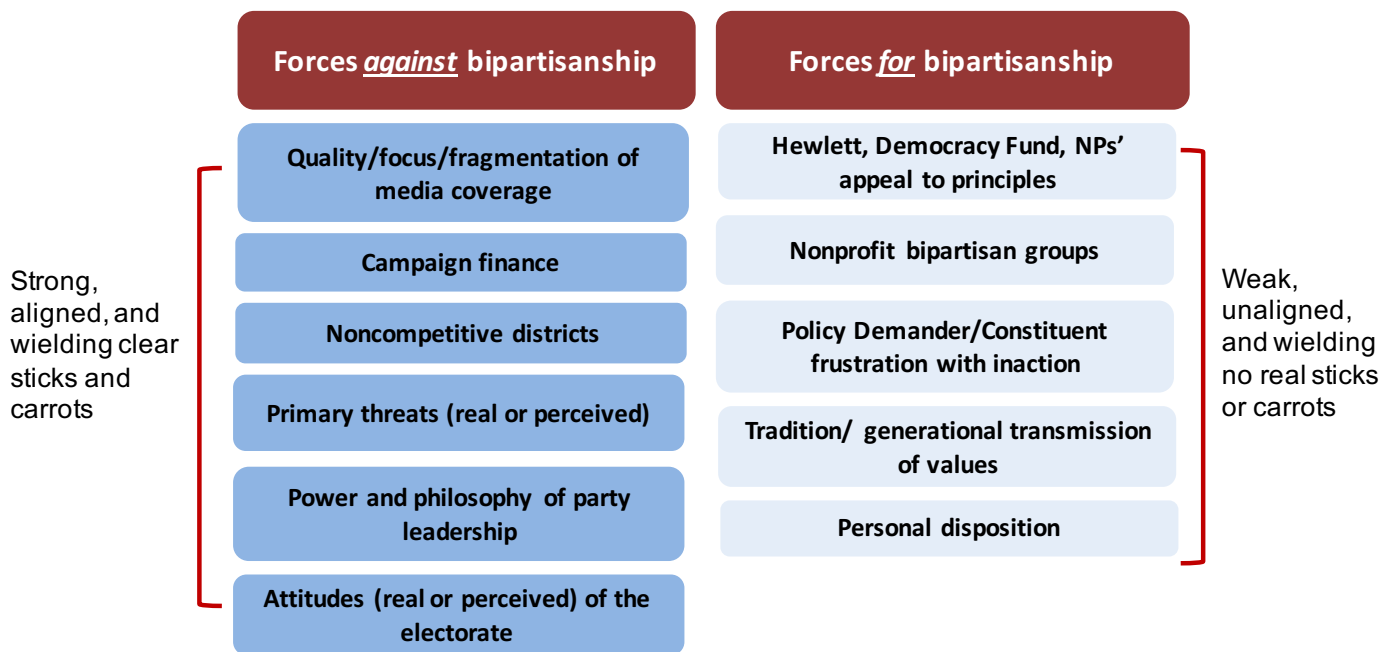 Forces against bipartisanship
Quality/focus/fragmentation of
media coverage
Campaign finance
Noncompetitive districts
Primary threats (real or perceived)
Power and philosophy of party
leadership
Attitudes (real or perceived) of the
electorate
Strong,
aligned, and
wielding clear
sticks and
carrots
Forces for bipartisanship
Hewlett, Democracy Fund, NPs’
appeal to principles
Nonprofit bipartisan groups
Policy Demander/Constituent
frustration with inaction
Tradition/ generational transmission
of values
Personal disposition
Weak,
unaligned,
and wielding
no real sticks
or carrots